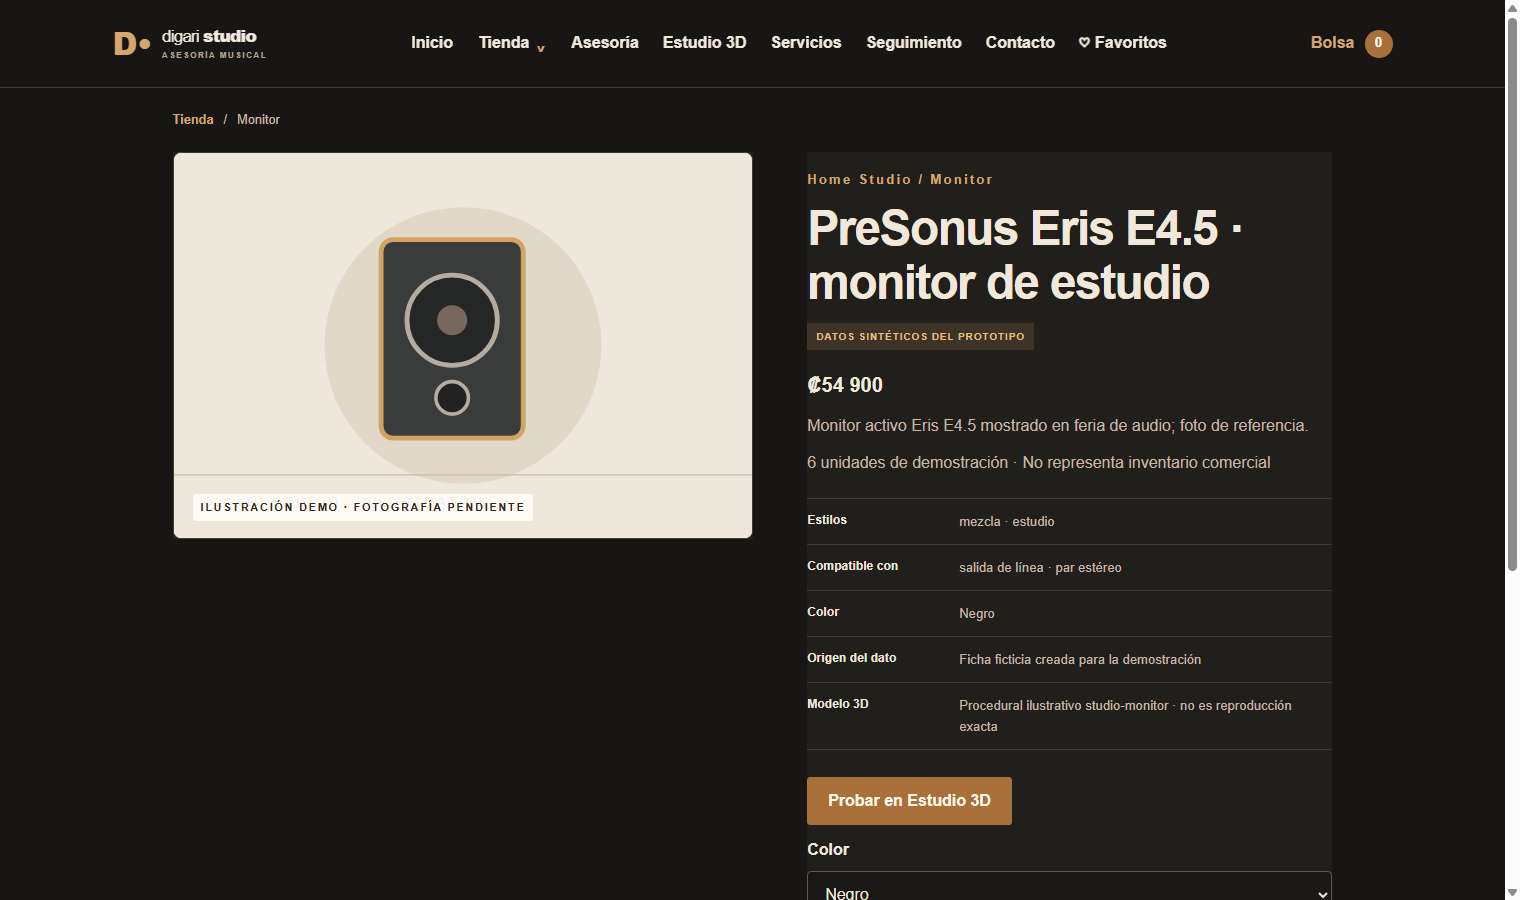 D•
digari studio
ASESORÍA MUSICAL
Inicio
Tienda v
Asesoría
Estudio 3D
Servicios
Seguimiento
Contacto
♡ Favoritos
Bolsa 0
Tienda / Monitor
ILUSTRACIÓN DEMO · FOTOGRAFÍA PENDIENTE
Home Studio / Monitor
PreSonus Eris E4.5 ·
monitor de estudio
DATOS SINTÉTICOS DEL PROTOTIPO
₡54 900
Monitor activo Eris E4.5 mostrado en feria de audio; foto de referencia.
6 unidades de demostración · No representa inventario comercial
Estilos mezcla · estudio
Compatible con salida de línea · par estéreo
Color Negro
Origen del dato Ficha ficticia creada para la demostración
Modelo 3D Procedural ilustrativo studio-monitor · no es reproducción
exacta
Probar en Estudio 3D
Color
Negro